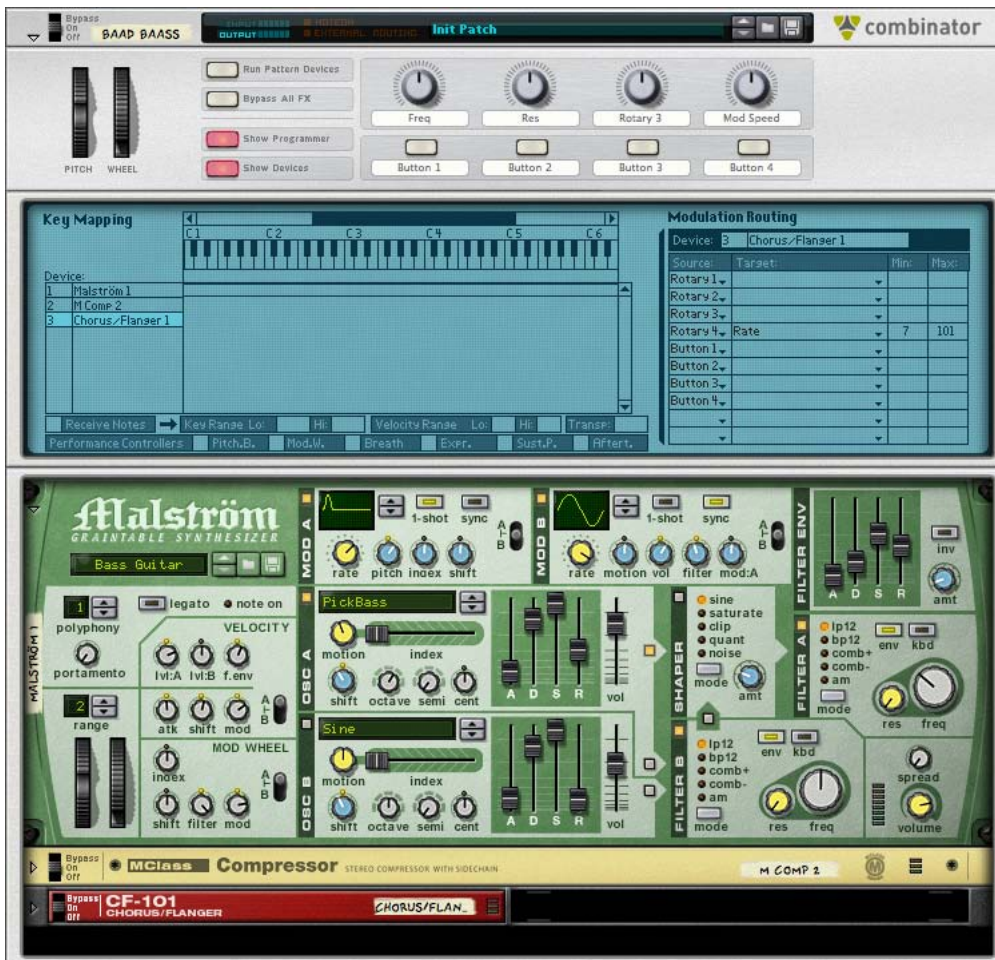 Bypass
On
Off
BAAD BAASS
INPUT
OUTPUT
MOTECH
EXTERNAL ROUTING
Init Patch
combinator
Run Pattern Devices
Bypass All FX
Show Programmer
Show Devices
PITCH WHEEL
Freq Res Rotary 3 Mod Speed
Button 1 Button 2 Button 3 Button 4
Key Mapping
C1 C2 C3 C4 C5 C6
Device:
1 Malström 1
2 M Comp 2
3 Chorus/Flanger 1
Receive Notes Key Range Lo: Hi: Velocity Range Lo: Hi: Transp:
Performance Controllers Pitch.B. Mod.W. Breath Expr. Sust.P. Aftert.
Modulation Routing
Device: 3 Chorus/Flanger 1
Source: Target: Min: Max:
Rotary 1
Rotary 2
Rotary 3
Rotary 4 Rate 7 101
Button 1
Button 2
Button 3
Button 4
Malström
GRAINTABLE SYNTHESIZER
Bass Guitar
MALSTRÖM 1
1
polyphony
legato note on
portamento
VELOCITY
lvl:A lvl:B f.env
2
range
atk shift mod
A
B
MOD WHEEL
index
A
B
shift filter mod
MOD A
1-shot sync
rate pitch index shift
A
B
MOD B
1-shot sync
rate motion vol filter mod:A
A
B
FILTER ENV
A D S R
inv
amt
OSC A
PickBass
motion index
shift octave semi cent
A D S R vol
OSC B
Sine
motion index
shift octave semi cent
A D S R vol
SHAPER
sine
saturate
clip
quant
noise
mode amt
FILTER A
lp12
bp12
comb+
comb-
am
env kbd
mode
res freq
FILTER B
lp12
bp12
comb+
comb-
am
env kbd
mode
res freq
spread
volume
Bypass
On
Off
MClass Compressor STEREO COMPRESSOR WITH SIDECHAIN
M COMP 2
M
Bypass
On
Off
CF-101
CHORUS/FLANGER
CHORUS/FLAN_